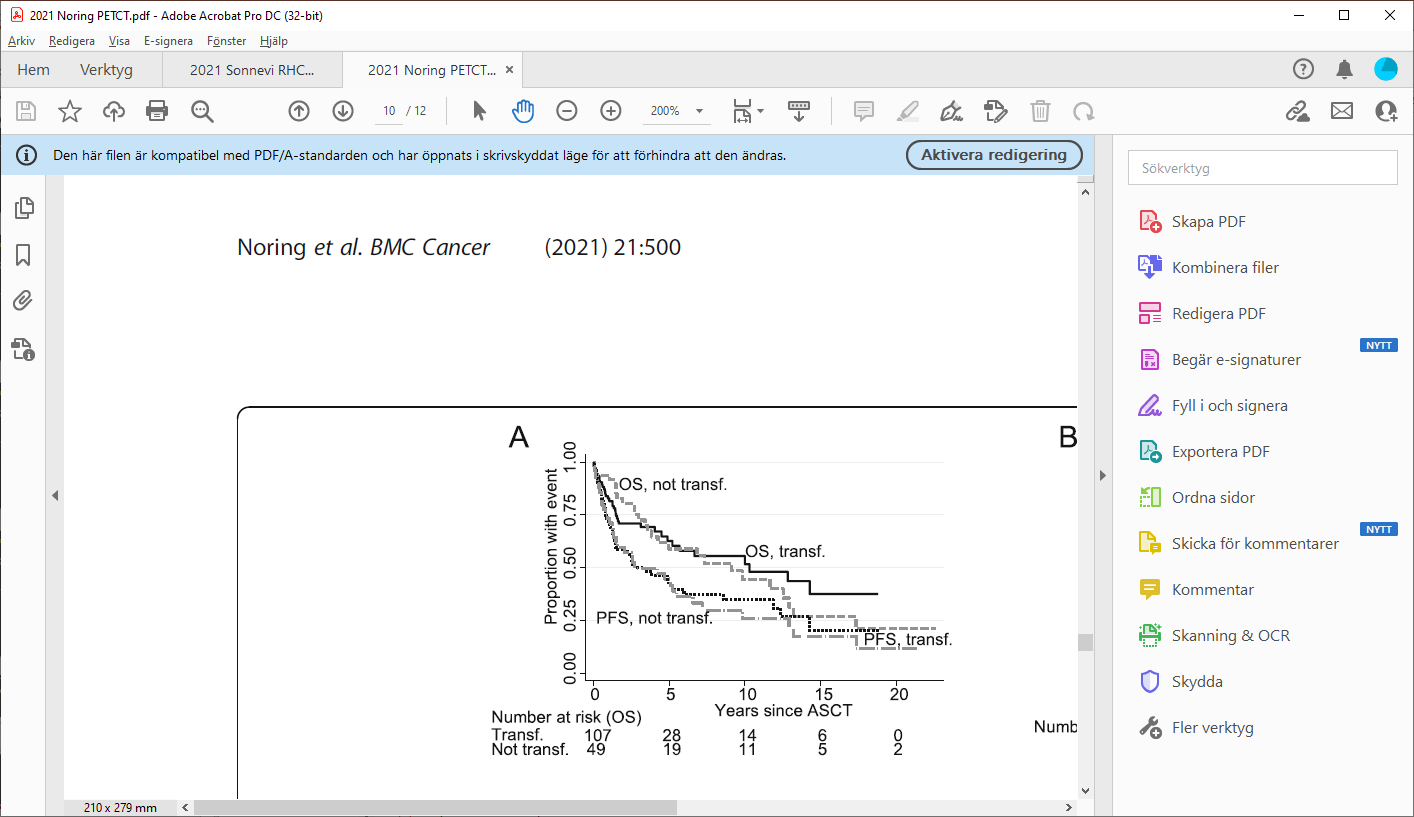 2021 Noring PETCT.pdf - Adobe Acrobat Pro DC (32-bit)
Arkiv Redigera Visa E-signera Fönster Hjälp
Hem Verktyg 2021 Sonnevi RHC... 2021 Noring PETCT... ×
10 / 12 200%
Den här filen är kompatibel med PDF/A-standarden och har öppnats i skrivskyddat läge för att förhindra att den ändras. Aktivera redigering
Noring et al. BMC Cancer (2021) 21:500
A
B
Proportion with event
1.00
0.75
0.50
0.25
0.00
OS, not transf.
OS, transf.
PFS, not transf.
PFS, transf.
0 5 10 15 20
Years since ASCT
Number at risk (OS)
Transf. 107 28 14 6 0
Not transf. 49 19 11 5 2
Numb
210 x 279 mm
Sökverktyg
Skapa PDF
Kombinera filer
Redigera PDF
NYTT
Begär e-signaturer
Fyll i och signera
Exportera PDF
Ordna sidor
NYTT
Skicka för kommentarer
Kommentar
Skanning & OCR
Skydda
Fler verktyg